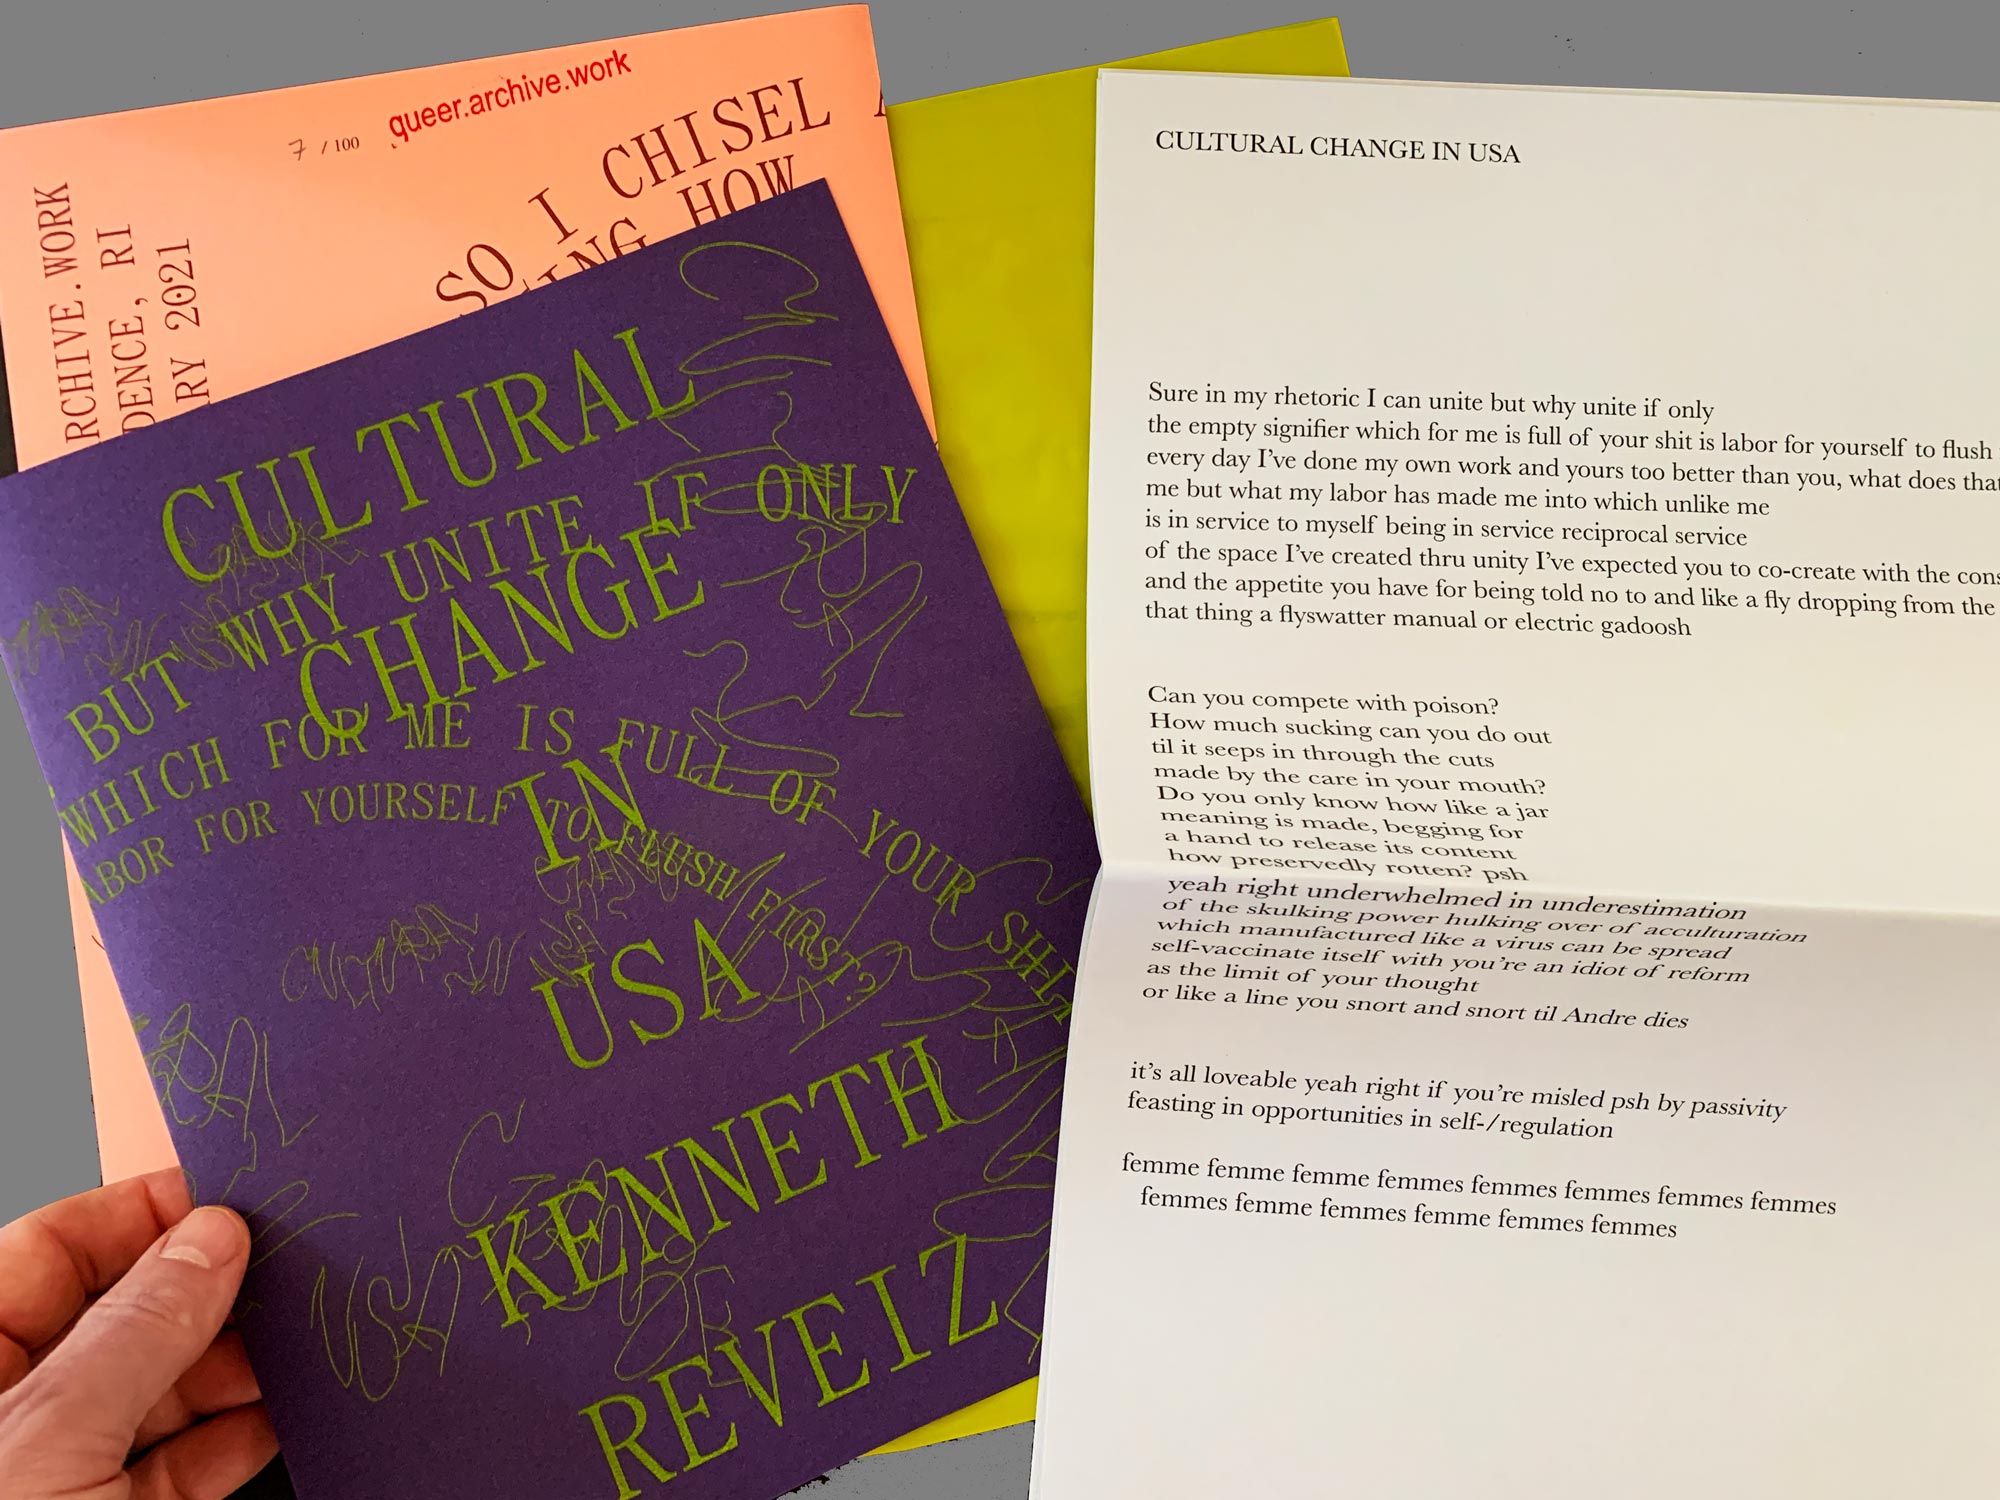 queer.archive.work
7 / 100
SO I CHISEL
HOW
RCHIVE.WORK
DENCE, RI
RY 2021
CULTURAL
BUT WHY UNITE IF ONLY
CHANGE
WHICH FOR ME IS FULL OF YOUR SHIT
IN
ABOR FOR YOURSELF TO FLUSH FIRST?
USA
KENNETH
REVEIZ
CULTURAL CHANGE IN USA
Sure in my rhetoric I can unite but why unite if only
the empty signifier which for me is full of your shit is labor for yourself to flush
every day I've done my own work and yours too better than you, what does that
me but what my labor has made me into which unlike me
is in service to myself being in service reciprocal service
of the space I've created thru unity I've expected you to co-create with the cons
and the appetite you have for being told no to and like a fly dropping from the
that thing a flyswatter manual or electric gadoosh
Can you compete with poison?
How much sucking can you do out
til it seeps in through the cuts
made by the care in your mouth?
Do you only know how like a jar
meaning is made, begging for
a hand to release its content
how preservedly rotten? psh
yeah right underwhelmed in underestimation
of the skulking power hulking over of acculturation
which manufactured like a virus can be spread
self-vaccinate itself with you're an idiot of reform
as the limit of your thought
or like a line you snort and snort til Andre dies
it's all loveable yeah right if you're misled psh by passivity
feasting in opportunities in self-/regulation
femme femme femme femmes femmes femmes femmes femmes
femmes femme femmes femme femmes femmes